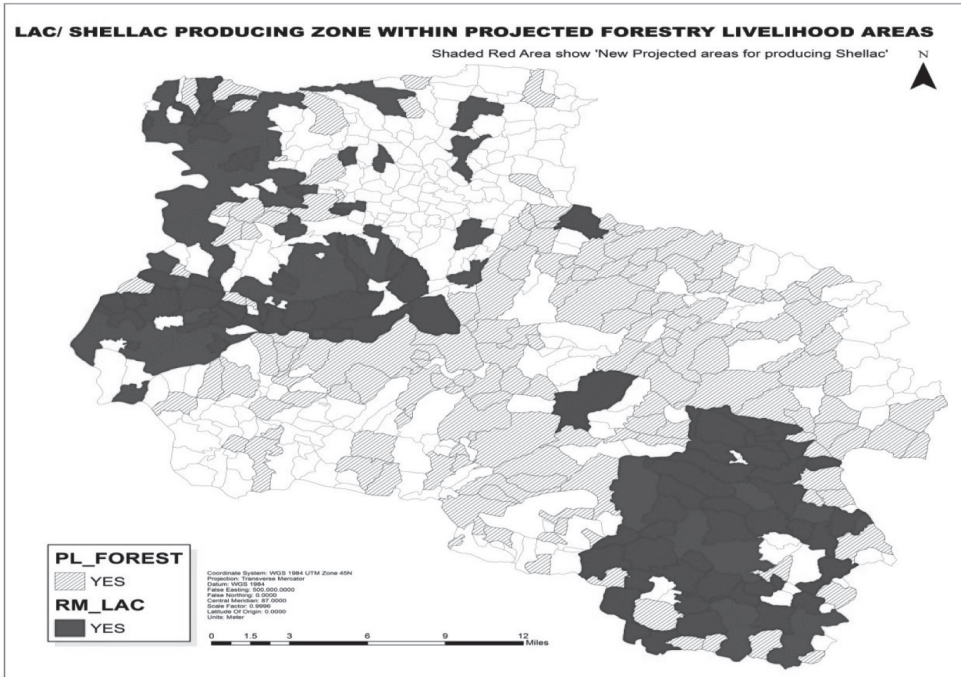 LAC/ SHELLAC PRODUCING ZONE WITHIN PROJECTED FORESTRY LIVELIHOOD AREAS
Shaded Red Area show 'New Projected areas for producing Shellac'
N
PL_FOREST
YES
RM_LAC
YES
Coordinate System: WGS 1984 UTM Zone 45N
Projection: Transverse Mercator
Datum: WGS 1984
False Easting: 500,000.0000
False Northing: 0.0000
Central Meridian: 87.0000
Scale Factor: 0.9996
Latitude Of Origin: 0.0000
Units: Meter
0 1.5 3 6 9 12
Miles